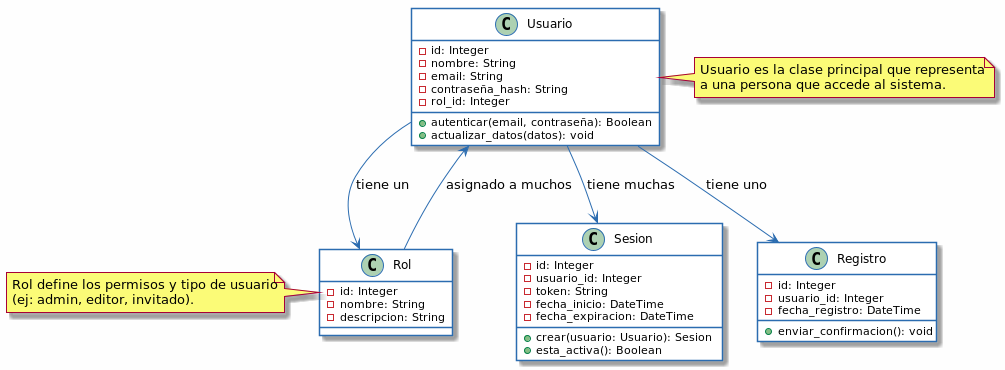 C Usuario
id: Integer
nombre: String
email: String
contraseña_hash: String
rol_id: Integer
autenticar(email, contraseña): Boolean
actualizar_datos(datos): void
Usuario es la clase principal que representa
a una persona que accede al sistema.
tiene un
asignado a muchos
tiene muchas
tiene uno
Rol define los permisos y tipo de usuario
(ej: admin, editor, invitado).
C Rol
id: Integer
nombre: String
descripcion: String
C Sesion
id: Integer
usuario_id: Integer
token: String
fecha_inicio: DateTime
fecha_expiracion: DateTime
crear(usuario: Usuario): Sesion
esta_activa(): Boolean
C Registro
id: Integer
usuario_id: Integer
fecha_registro: DateTime
enviar_confirmacion(): void